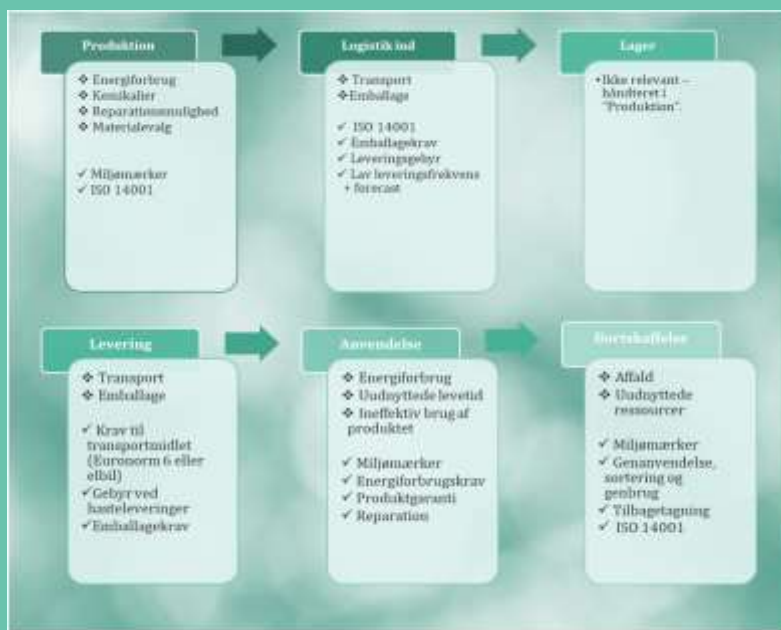 Produktion
❖ Energiforbrug
❖ Kemikalier
❖ Reparationsmulighed
❖ Materialevalg
✓ Miljømærker
✓ ISO 14001
Logistik ind
❖ Transport
❖ Emballage
✓ ISO 14001
✓ Emballagekrav
✓ Leveringsgebyr
✓ Lav leveringsfrekvens
+ forecast
Lager
• Ikke relevant –
håndteret i
"Produktion".
Levering
❖ Transport
❖ Emballage
✓ Krav til
transportmidlet
(Euronorm 6 eller
elbil)
✓ Gebyr ved
hasteleveringer
✓ Emballagekrav
Anvendelse
❖ Energiforbrug
❖ Uudnyttede levetid
❖ Ineffektiv brug af
produktet
✓ Miljømærker
✓ Energiforbrugskrav
✓ Produktgaranti
✓ Reparation
Bortskaffelse
❖ Affald
❖ Uudnyttede
ressourcer
✓ Miljømærker
✓ Genanvendelse,
sortering og
genbrug
✓ Tilbagetagning
✓ ISO 14001